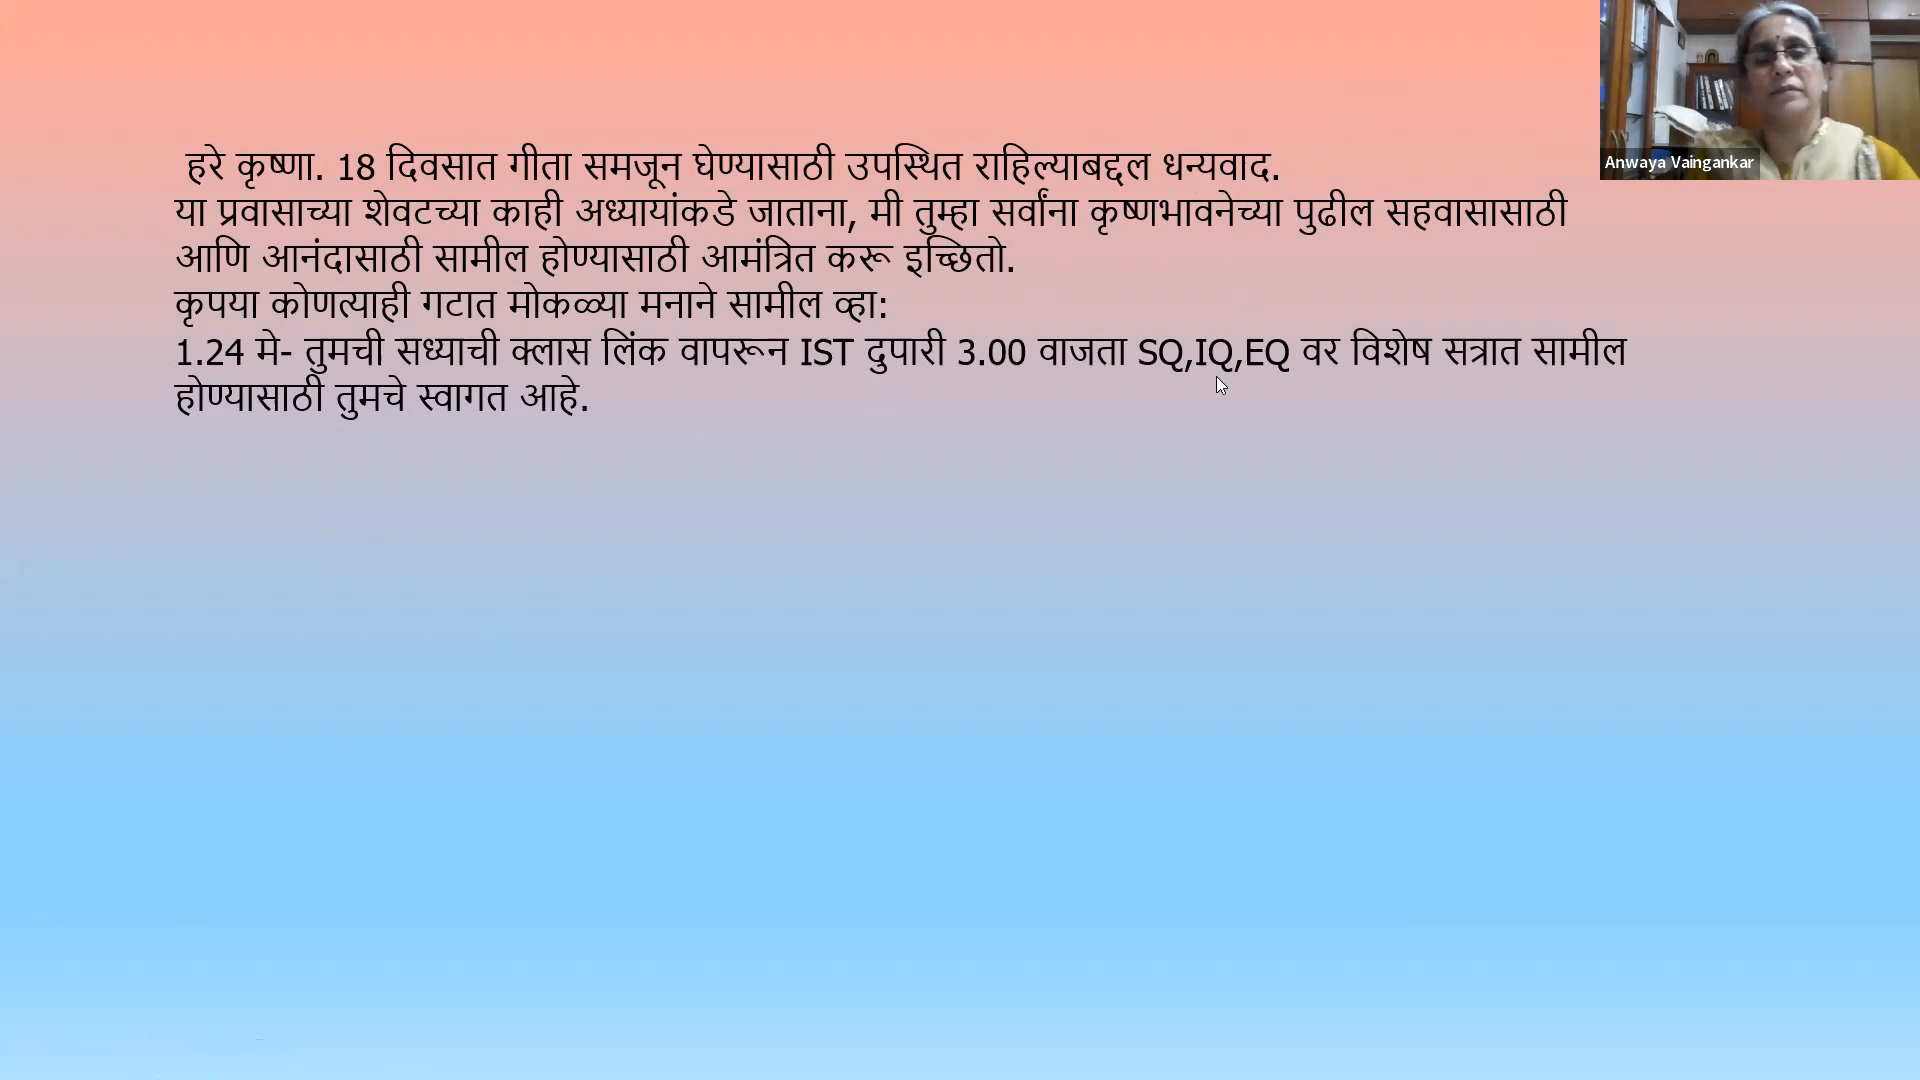 हरे कृष्णा. 18 दिवसात गीता समजून घेण्यासाठी उपस्थित राहिल्याबद्दल धन्यवाद.
या प्रवासाच्या शेवटच्या काही अध्यायांकडे जाताना, मी तुम्हा सर्वांना कृष्णभावनेच्या पुढील सहवासासाठी
आणि आनंदासाठी सामील होण्यासाठी आमंत्रित करू इच्छितो.
कृपया कोणत्याही गटात मोकळ्या मनाने सामील व्हा:
1.24 मे- तुमची सध्याची क्लास लिंक वापरून IST दुपारी 3.00 वाजता SQ,IQ,EQ वर विशेष सत्रात सामील
होण्यासाठी तुमचे स्वागत आहे.
Anwaya Vaingankar